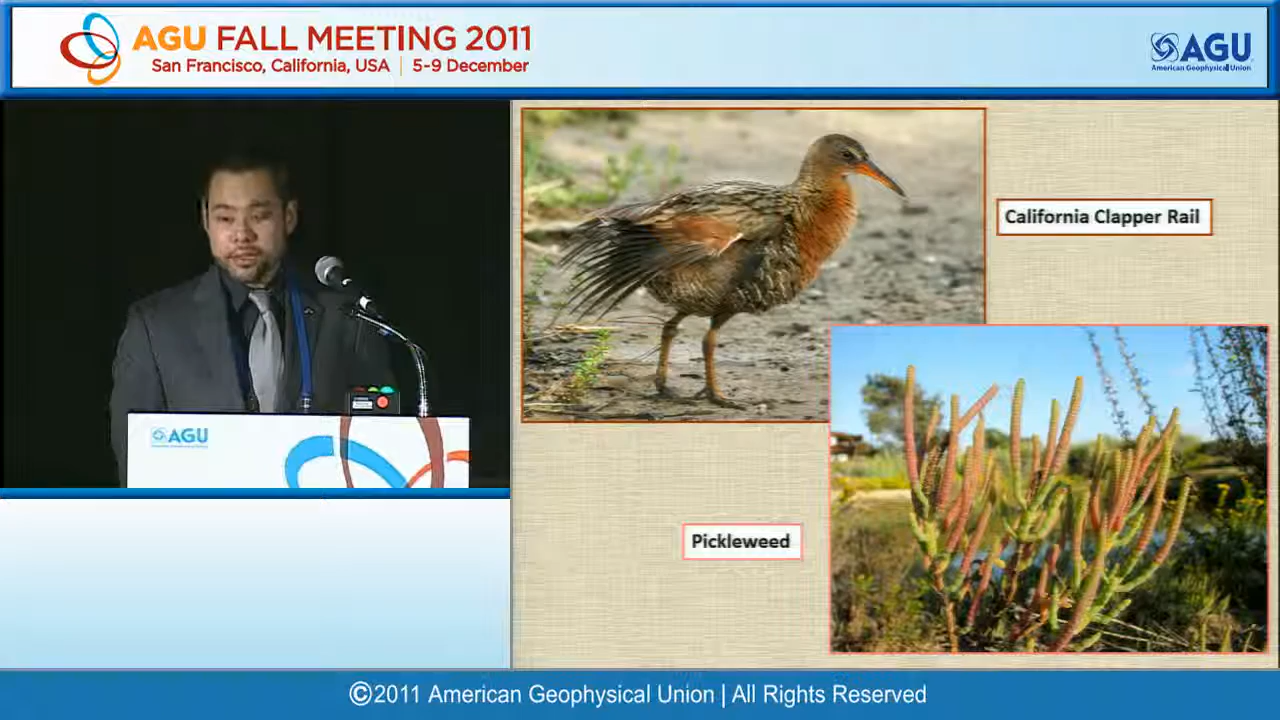 AGU FALL MEETING 2011
San Francisco, California, USA | 5-9 December
AGU
American Geophysical Union
California Clapper Rail
AGU
Pickleweed
©2011 American Geophysical Union | All Rights Reserved